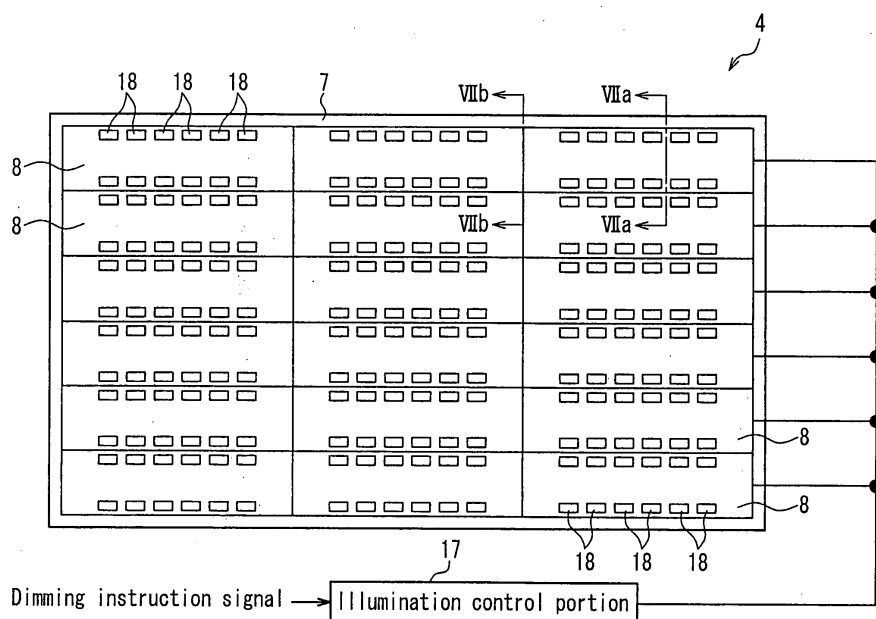 4
18 18 18 7 Ⅶb Ⅶa
8
8 Ⅶb Ⅶa
8
8
18 18 18
17
Dimming instruction signal Illumination control portion